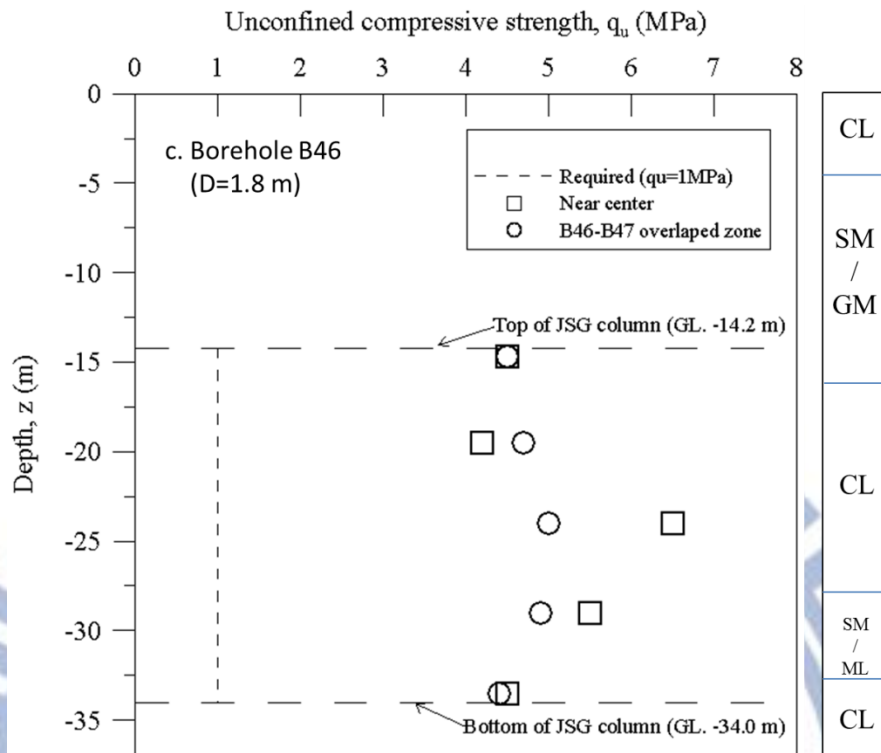 Unconfined compressive strength, qu (MPa)
0 1 2 3 4 5 6 7 8
Depth, z (m)
0
-5
-10
-15
-20
-25
-30
-35
c. Borehole B46
(D=1.8 m)
Required (qu=1MPa)
Near center
B46-B47 overlaped zone
Top of JSG column (GL. -14.2 m)
Bottom of JSG column (GL. -34.0 m)
CL
SM
/
GM
CL
SM
/
ML
CL